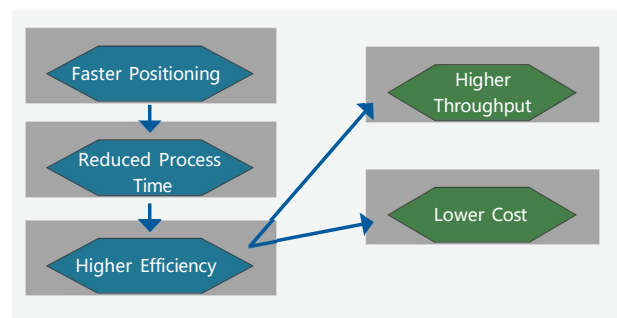 Faster Positioning
Reduced Process
Time
Higher Efficiency
Higher
Throughput
Lower Cost